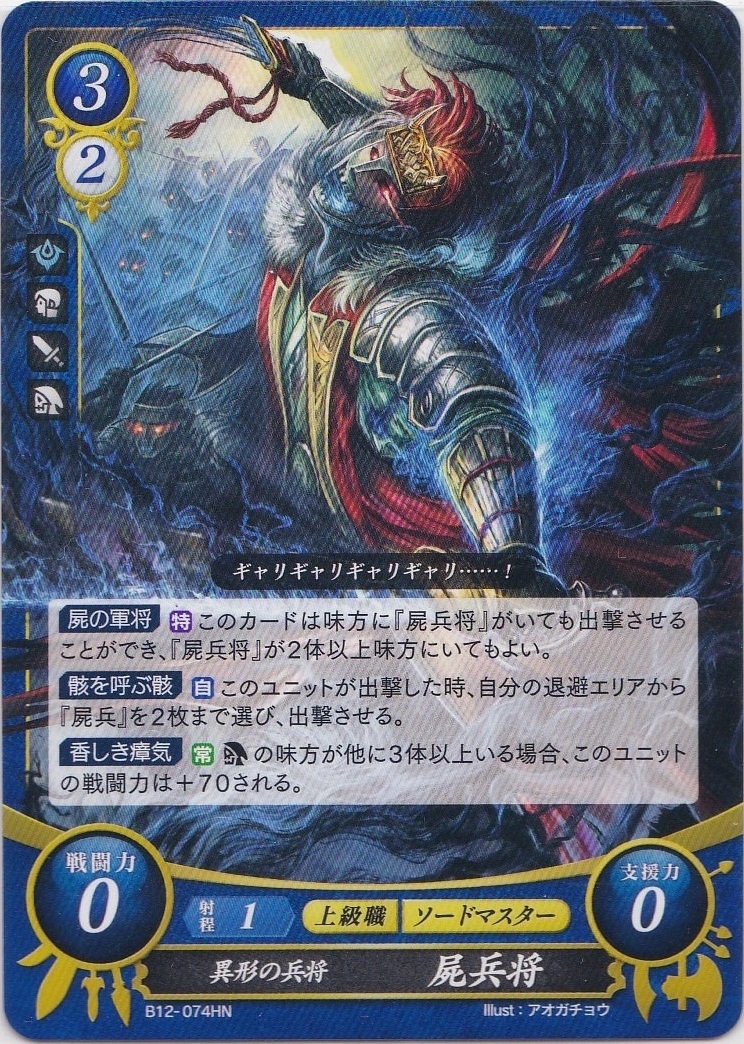 3
2
ギャリギャリギャリギャリ……！
屍の軍将 特 このカードは味方に『屍兵将』がいても出撃させる
ことができ、『屍兵将』が2体以上味方にいてもよい。
骸を呼ぶ骸 自 このユニットが出撃した時、自分の退避エリアから
『屍兵』を２枚まで選び、出撃させる。
香しき瘴気 常 の味方が他に３体以上いる場合、このユニット
の戦闘力は＋７０される。
戦闘力
0
射程 1
上級職 ソードマスター
支援力
0
異形の兵将 屍兵将
B12-074HN Illust：アオガチョウ